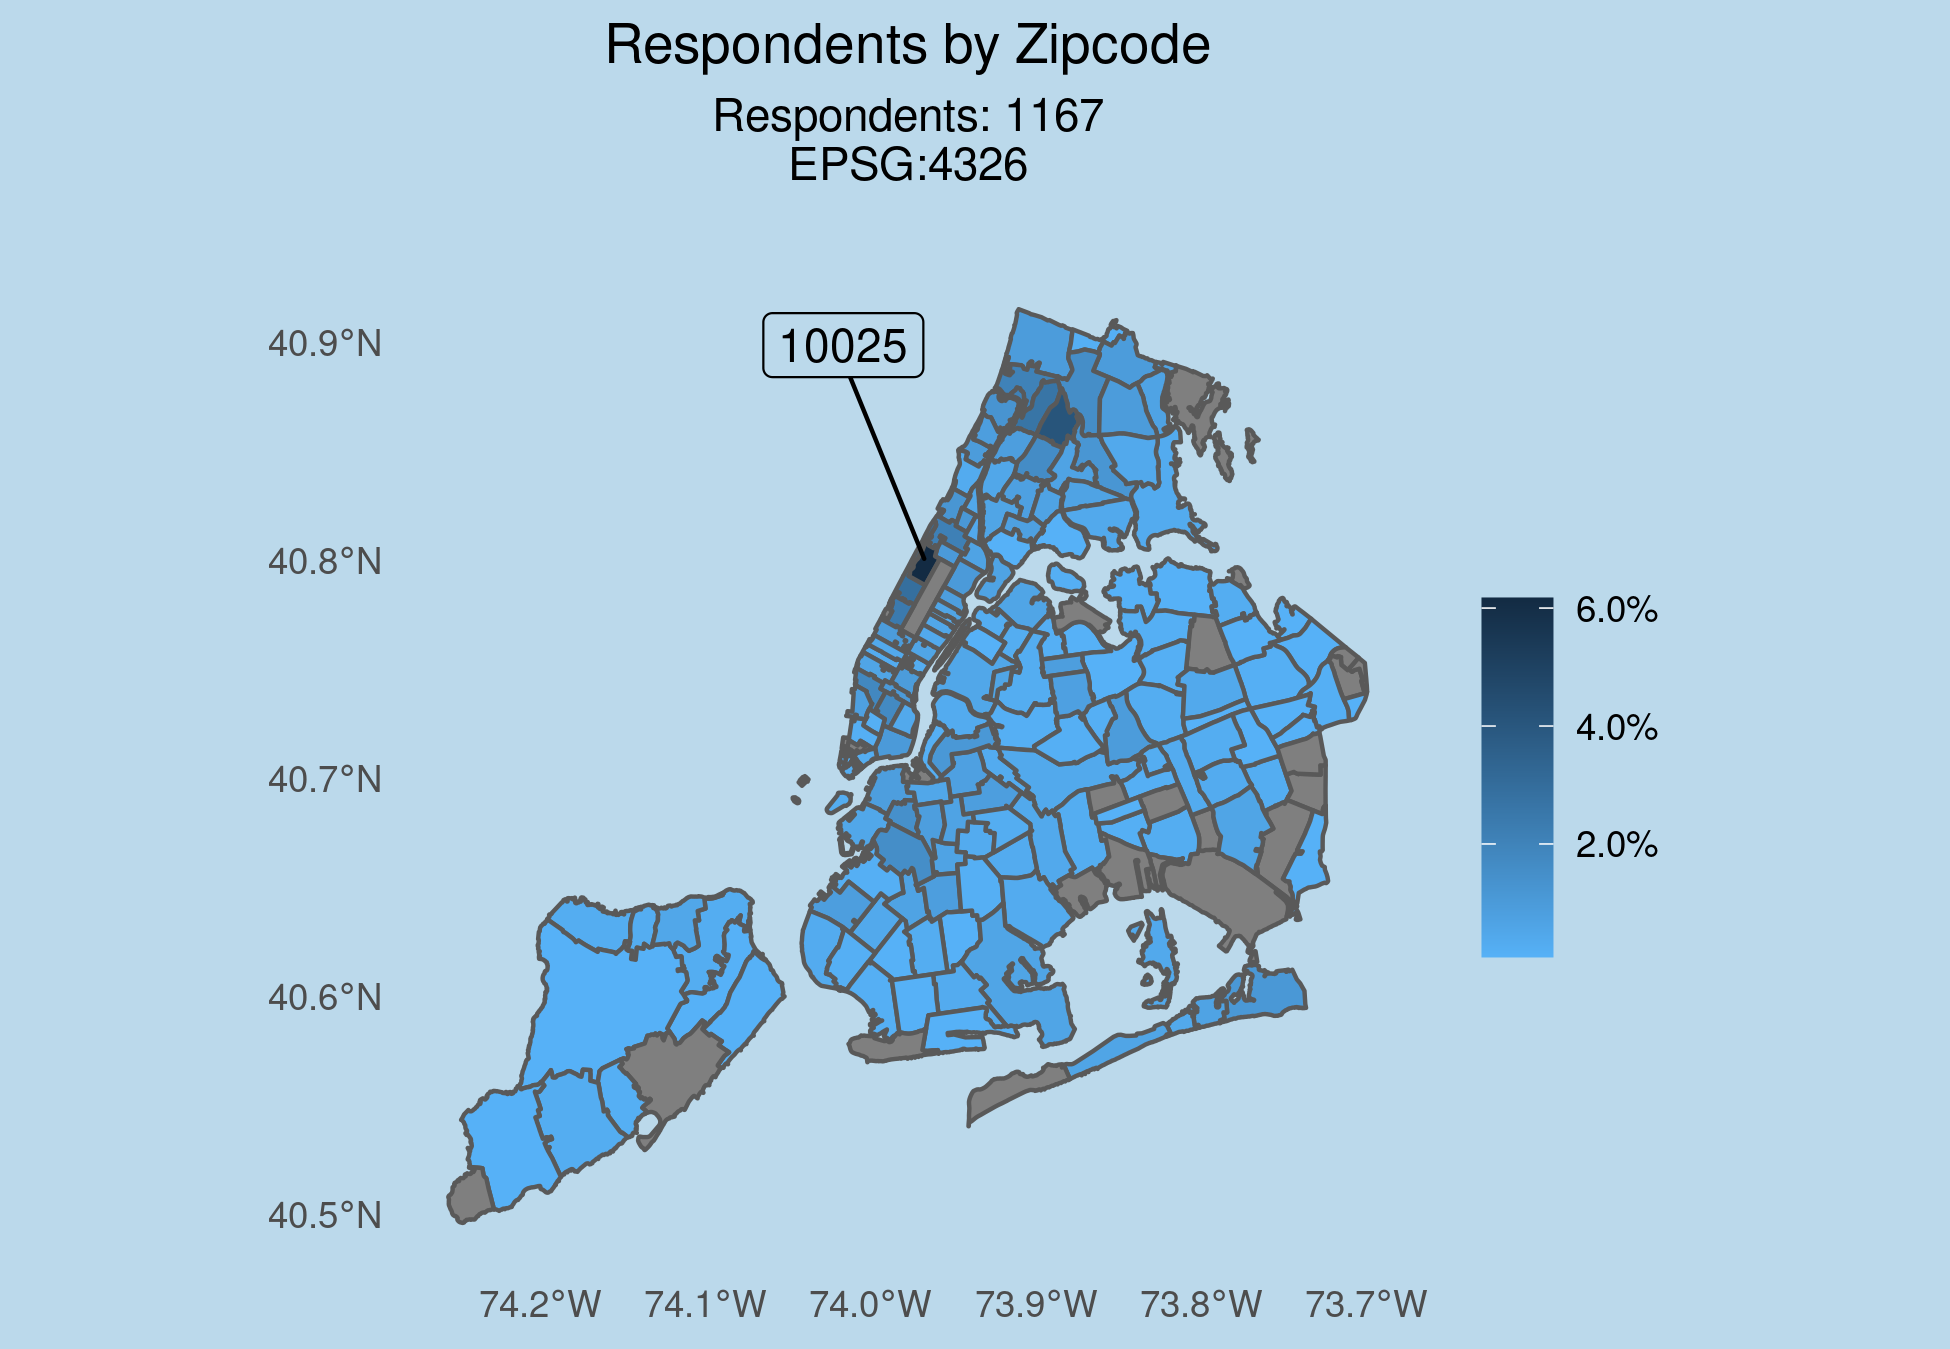 Respondents by Zipcode
Respondents: 1167
EPSG:4326
10025
40.9°N
40.8°N
40.7°N
40.6°N
40.5°N
74.2°W 74.1°W 74.0°W 73.9°W 73.8°W 73.7°W
6.0%
4.0%
2.0%